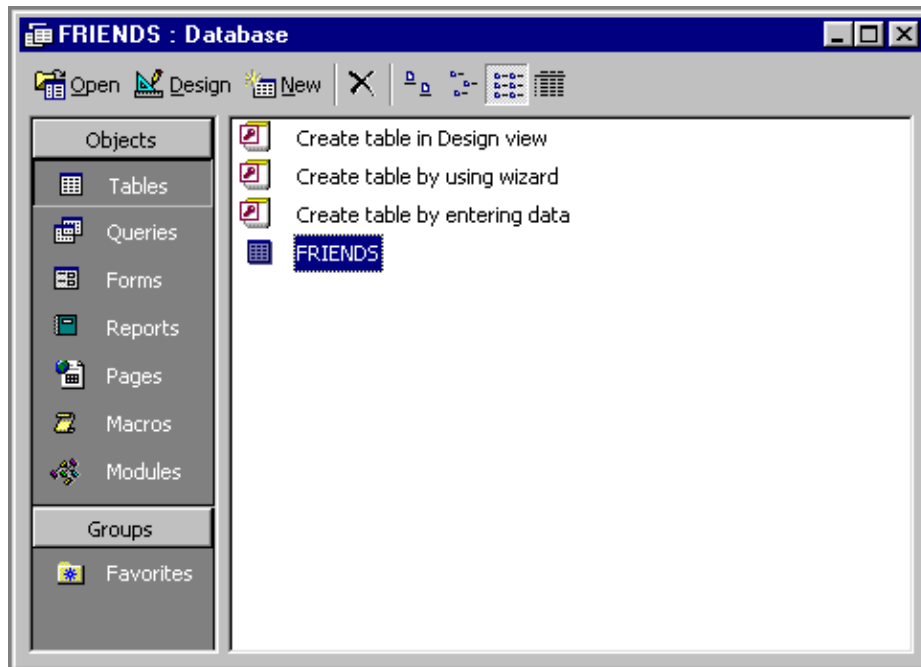 FRIENDS : Database
Open Design New
Objects
Tables
Queries
Forms
Reports
Pages
Macros
Modules
Groups
Favorites
Create table in Design view
Create table by using wizard
Create table by entering data
FRIENDS